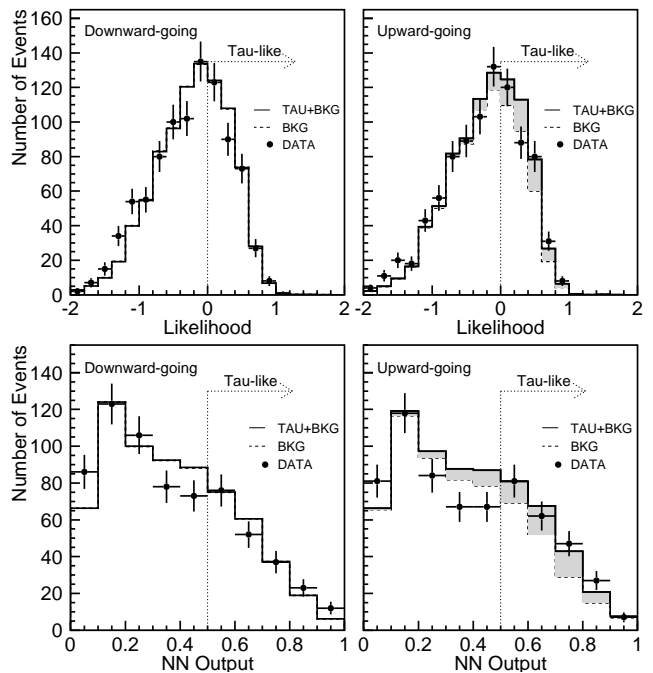 Downward-going
Tau-like
TAU+BKG
BKG
DATA
Number of Events
0
20
40
60
80
100
120
140
160
-2 -1 0 1 2
Likelihood
Upward-going
Tau-like
TAU+BKG
BKG
DATA
-2 -1 0 1 2
Likelihood
Downward-going
Tau-like
TAU+BKG
BKG
DATA
Number of Events
0
20
40
60
80
100
120
140
0 0.2 0.4 0.6 0.8 1
NN Output
Upward-going
Tau-like
TAU+BKG
BKG
DATA
0 0.2 0.4 0.6 0.8 1
NN Output